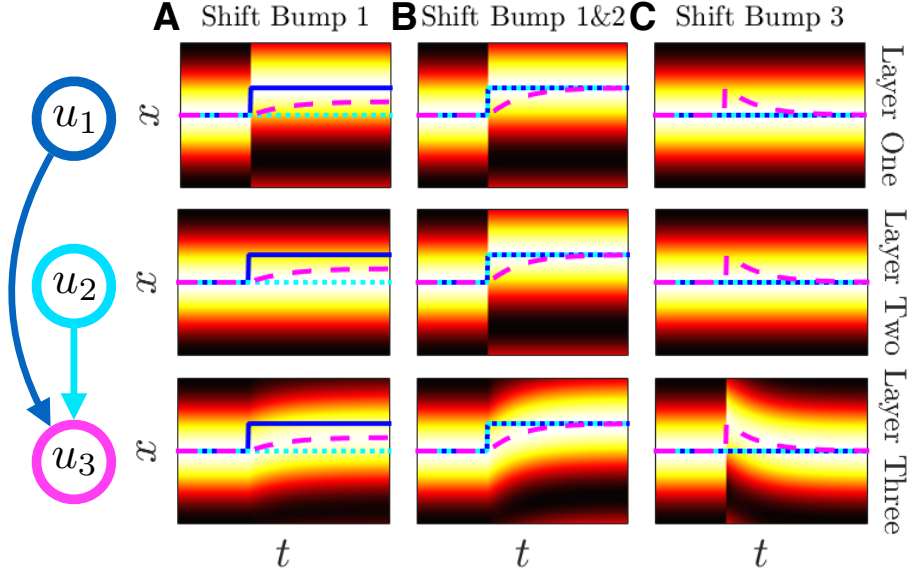 A Shift Bump 1
B Shift Bump 1&2
C Shift Bump 3
u1
x
Layer One
u2
x
Layer Two
u3
x
Layer Three
t
t
t